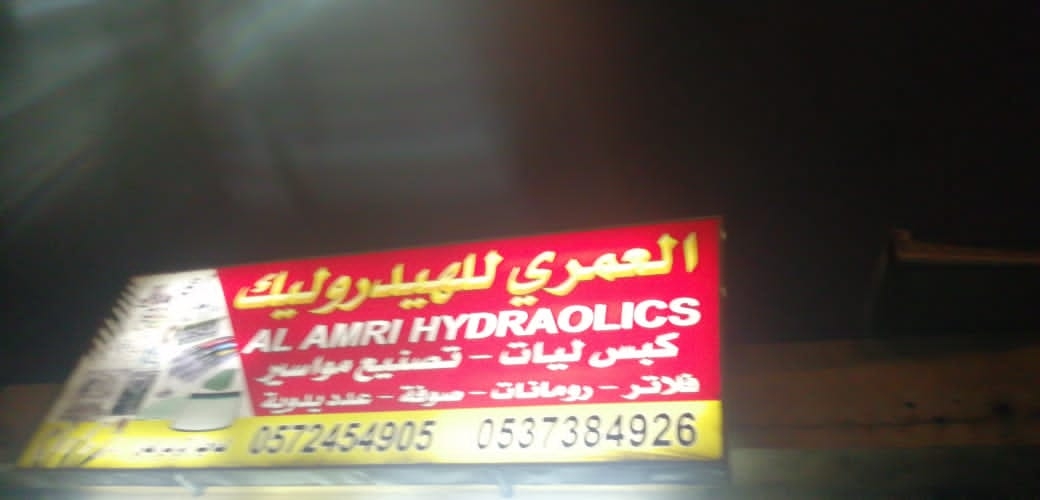 العمري للهيدروليك
AL AMRI HYDRAOLICS
كبس ليات - تصنيع مواسير
فلاتر - رومانات - صوفة - عدد يدوية
0572454905 0537384926